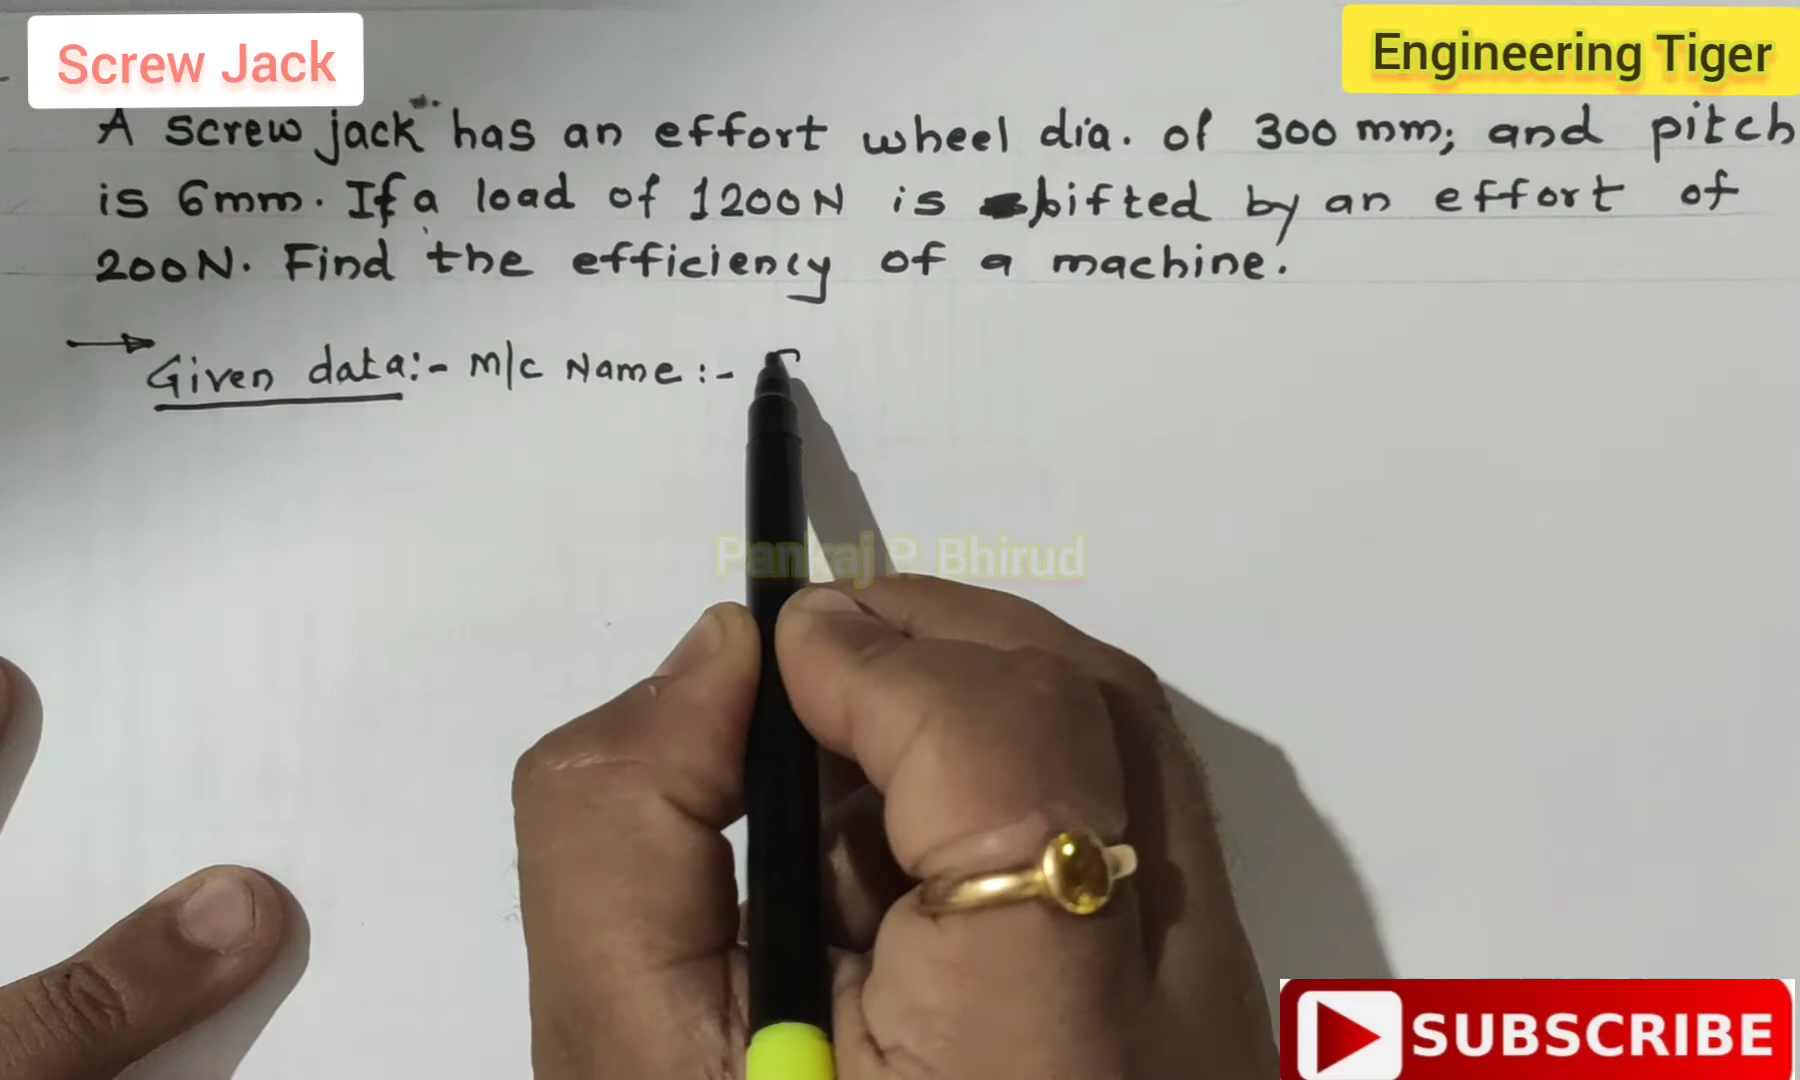 Screw Jack
Engineering Tiger
A screw jack has an effort wheel dia. of 300 mm; and pitch
is 6mm. If a load of 1200N is lifted by an effort of
200N. Find the efficiency of a machine.
Given data:- M/c Name:-
Pankaj P. Bhirud
SUBSCRIBE